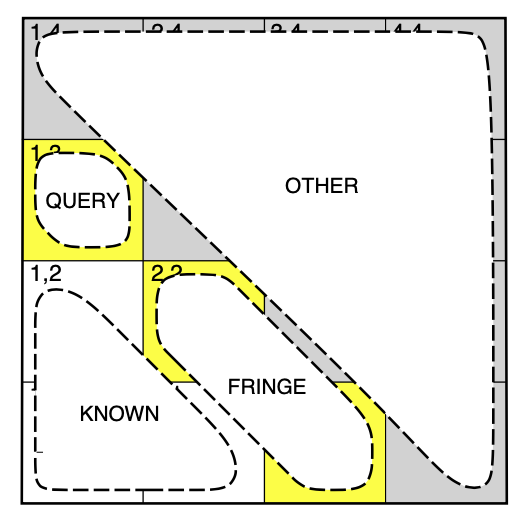 1,4 2,4 3,4 4,4
OTHER
1,3
QUERY
1,2 2,2
FRINGE
KNOWN